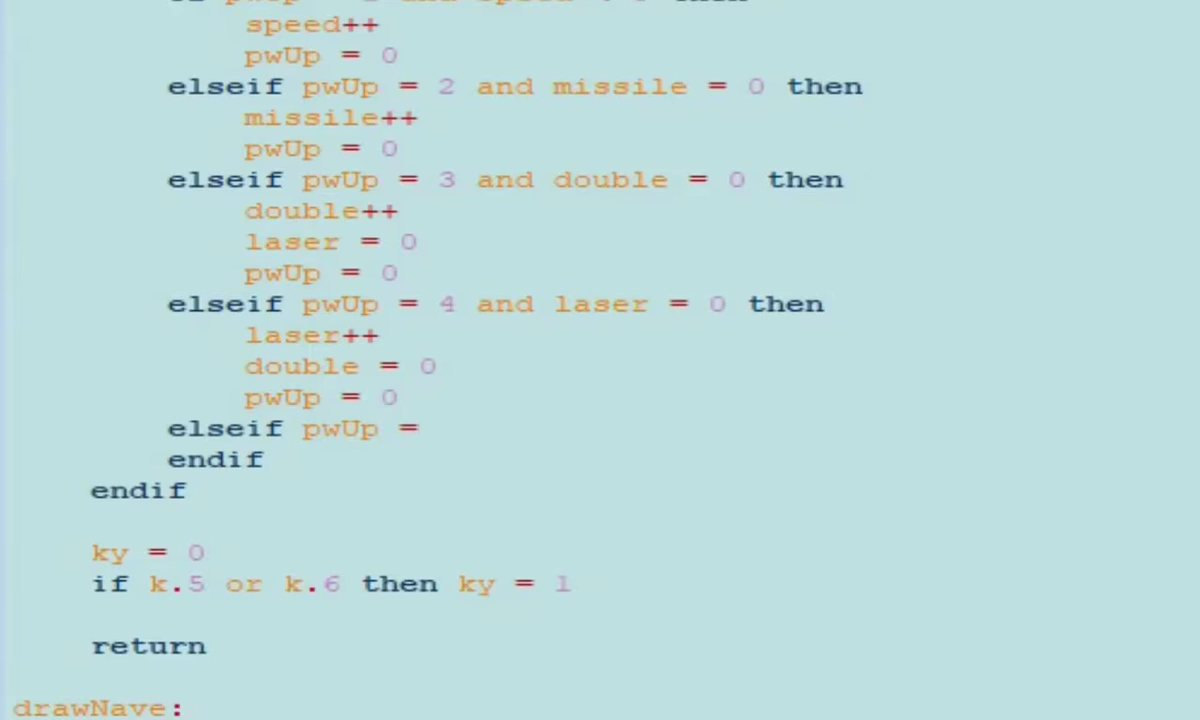 speed++
pwUp = 0
elseif pwUp = 2 and missile = 0 then
missile++
pwUp = 0
elseif pwUp = 3 and double = 0 then
double++
laser = 0
pwUp = 0
elseif pwUp = 4 and laser = 0 then
laser++
double = 0
pwUp = 0
elseif pwUp =
endif
endif
ky = 0
if k.5 or k.6 then ky = 1
return
drawNave: